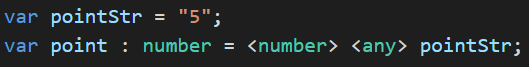 var pointStr = "5";
var point : number = <number> <any> pointStr;